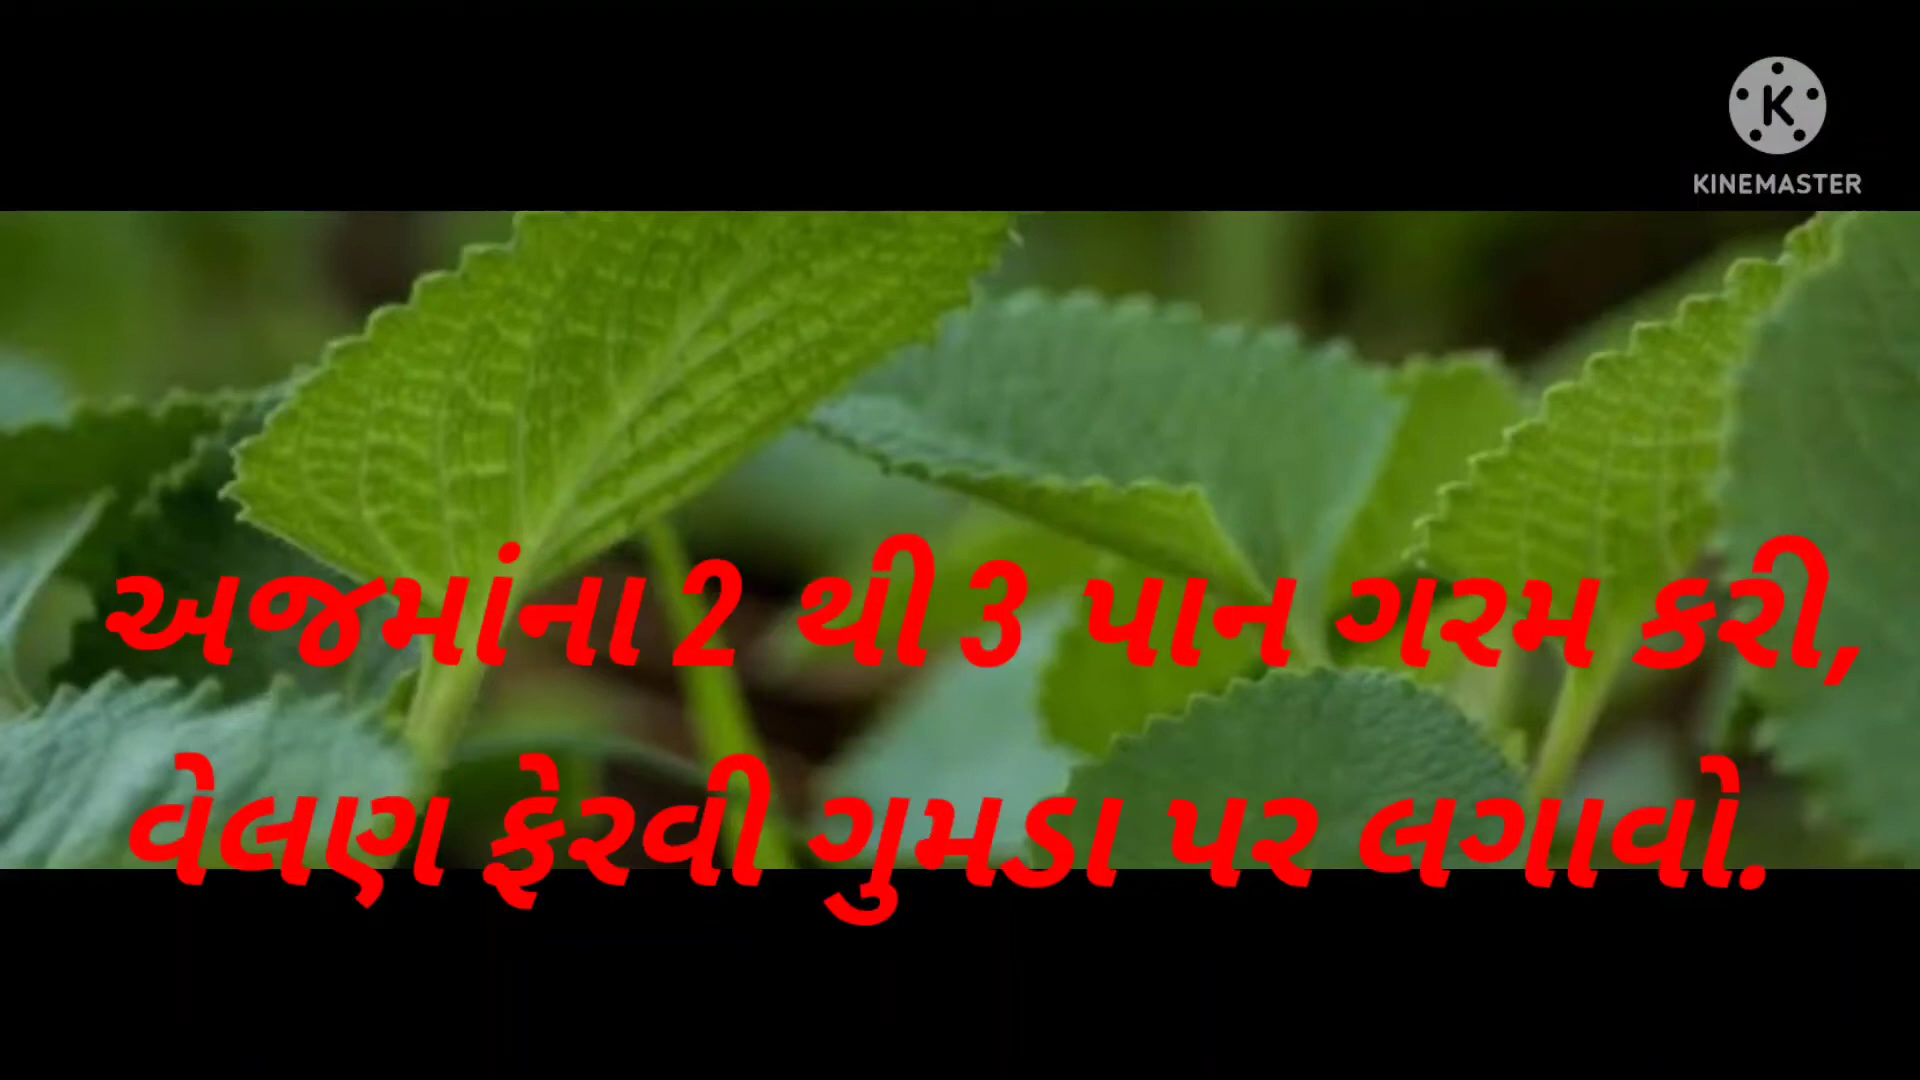 KINEMASTER
અજમાંના 2 થી 3 પાન ગરમ કરી,
વેલણ ફેરવી ગુમડા પર લગાવો.